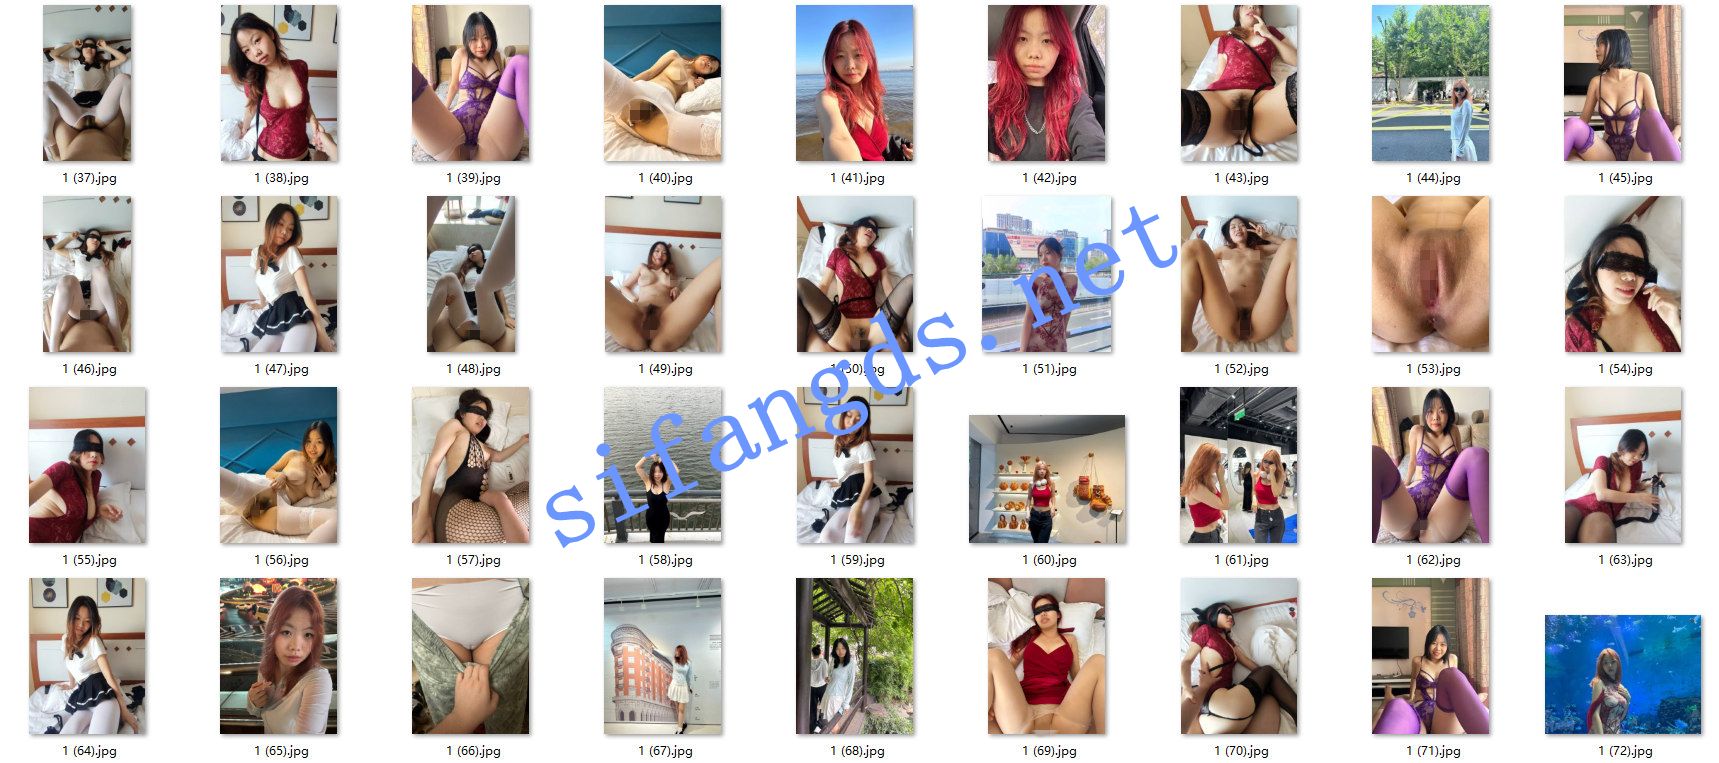 1 (37).jpg 1 (38).jpg 1 (39).jpg 1 (40).jpg 1 (41).jpg 1 (42).jpg 1 (43).jpg 1 (44).jpg 1 (45).jpg
1 (46).jpg 1 (47).jpg 1 (48).jpg 1 (49).jpg 1 (50).jpg 1 (51).jpg 1 (52).jpg 1 (53).jpg 1 (54).jpg
sifangds.net
1 (55).jpg 1 (56).jpg 1 (57).jpg 1 (58).jpg 1 (59).jpg 1 (60).jpg 1 (61).jpg 1 (62).jpg 1 (63).jpg
1 (64).jpg 1 (65).jpg 1 (66).jpg 1 (67).jpg 1 (68).jpg 1 (69).jpg 1 (70).jpg 1 (71).jpg 1 (72).jpg